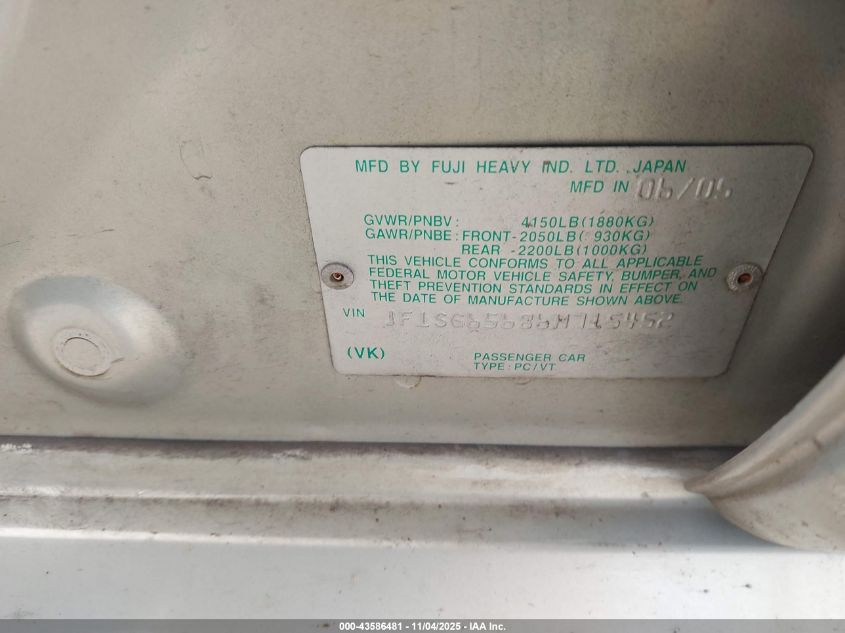 MFD BY FUJI HEAVY IND. LTD. JAPAN
MFD IN
GVWR/PNBV: 4150LB(1880KG)
GAWR/PNBE: FRONT-2050LB( 930KG)
REAR -2200LB(1000KG)
THIS VEHICLE CONFORMS TO ALL APPLICABLE
FEDERAL MOTOR VEHICLE SAFETY, BUMPER, AND
THEFT PREVENTION STANDARDS IN EFFECT ON
THE DATE OF MANUFACTURE SHOWN ABOVE.
VIN JF1SG65686H715452
(VK) PASSENGER CAR
TYPE: PC/VT
000-43586481 - 11/04/2025 - IAA Inc.